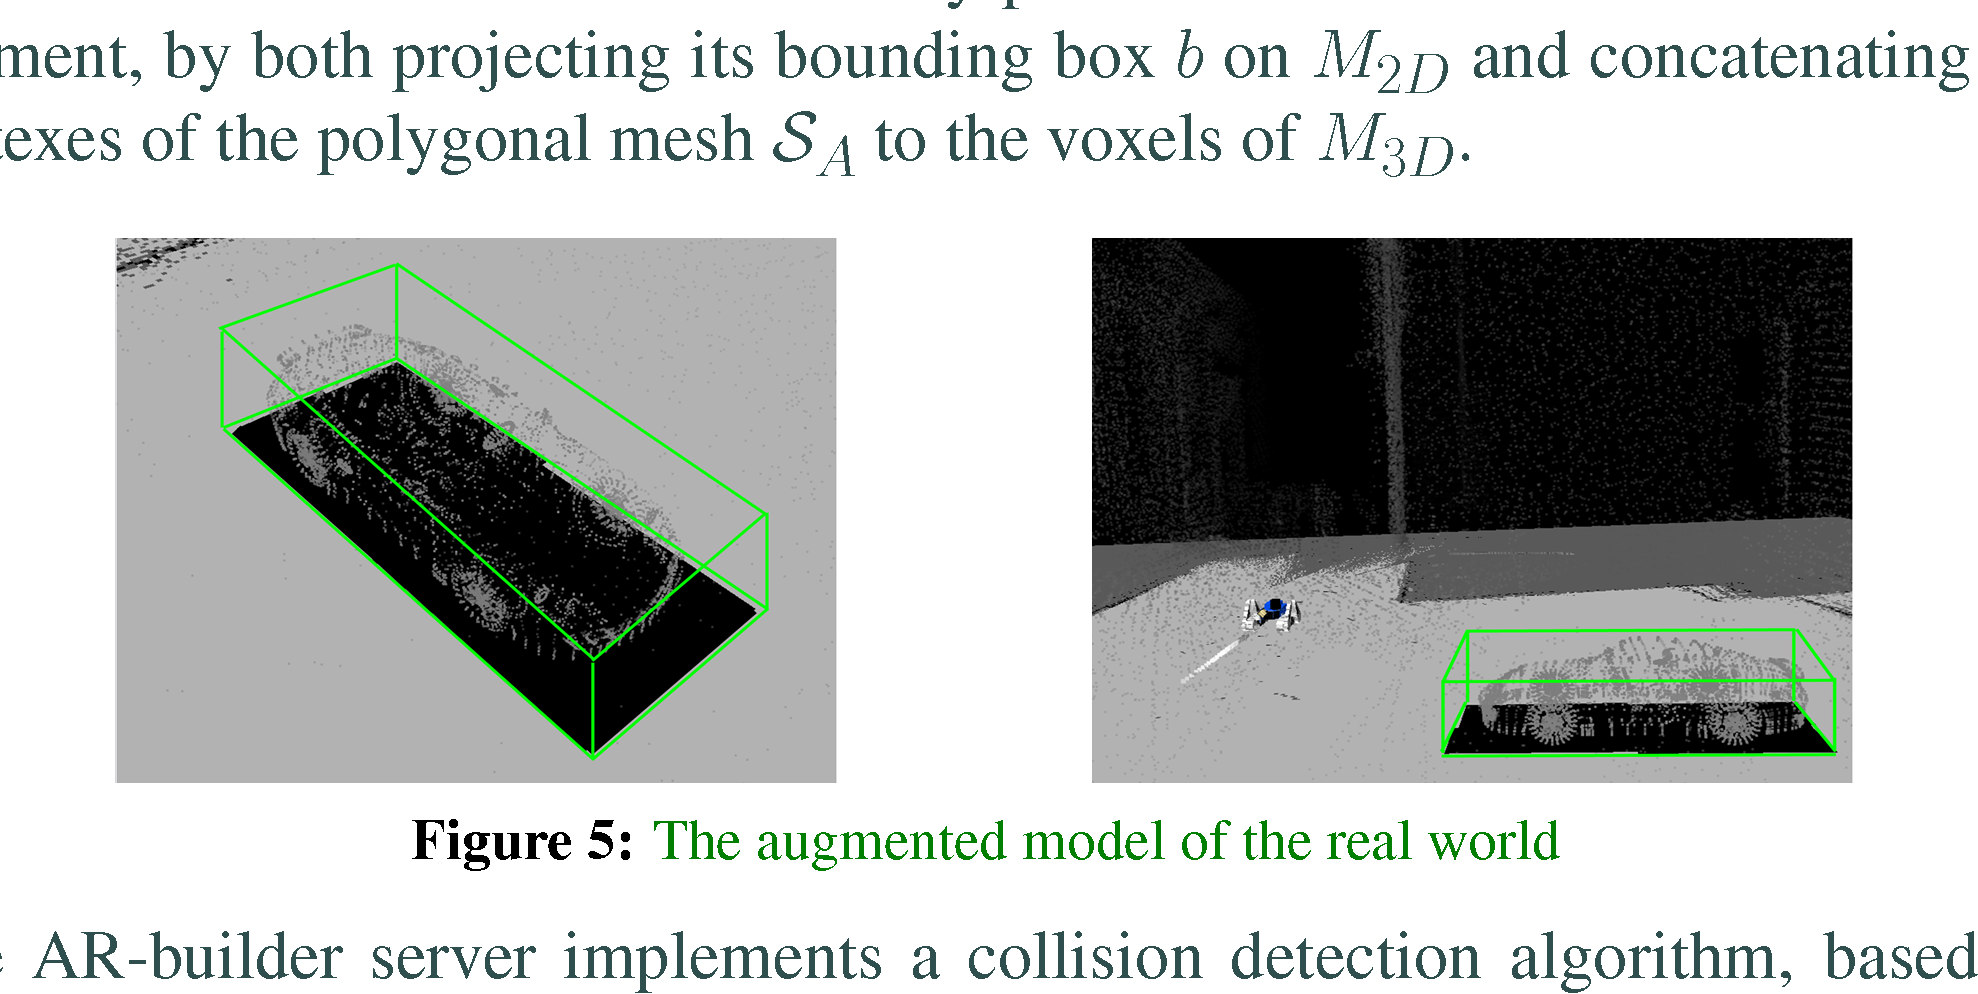 ment, by both projecting its bounding box b on M_{2D} and concatenating
texes of the polygonal mesh S_A to the voxels of M_{3D}.
Figure 5: The augmented model of the real world
AR-builder server implements a collision detection algorithm, based